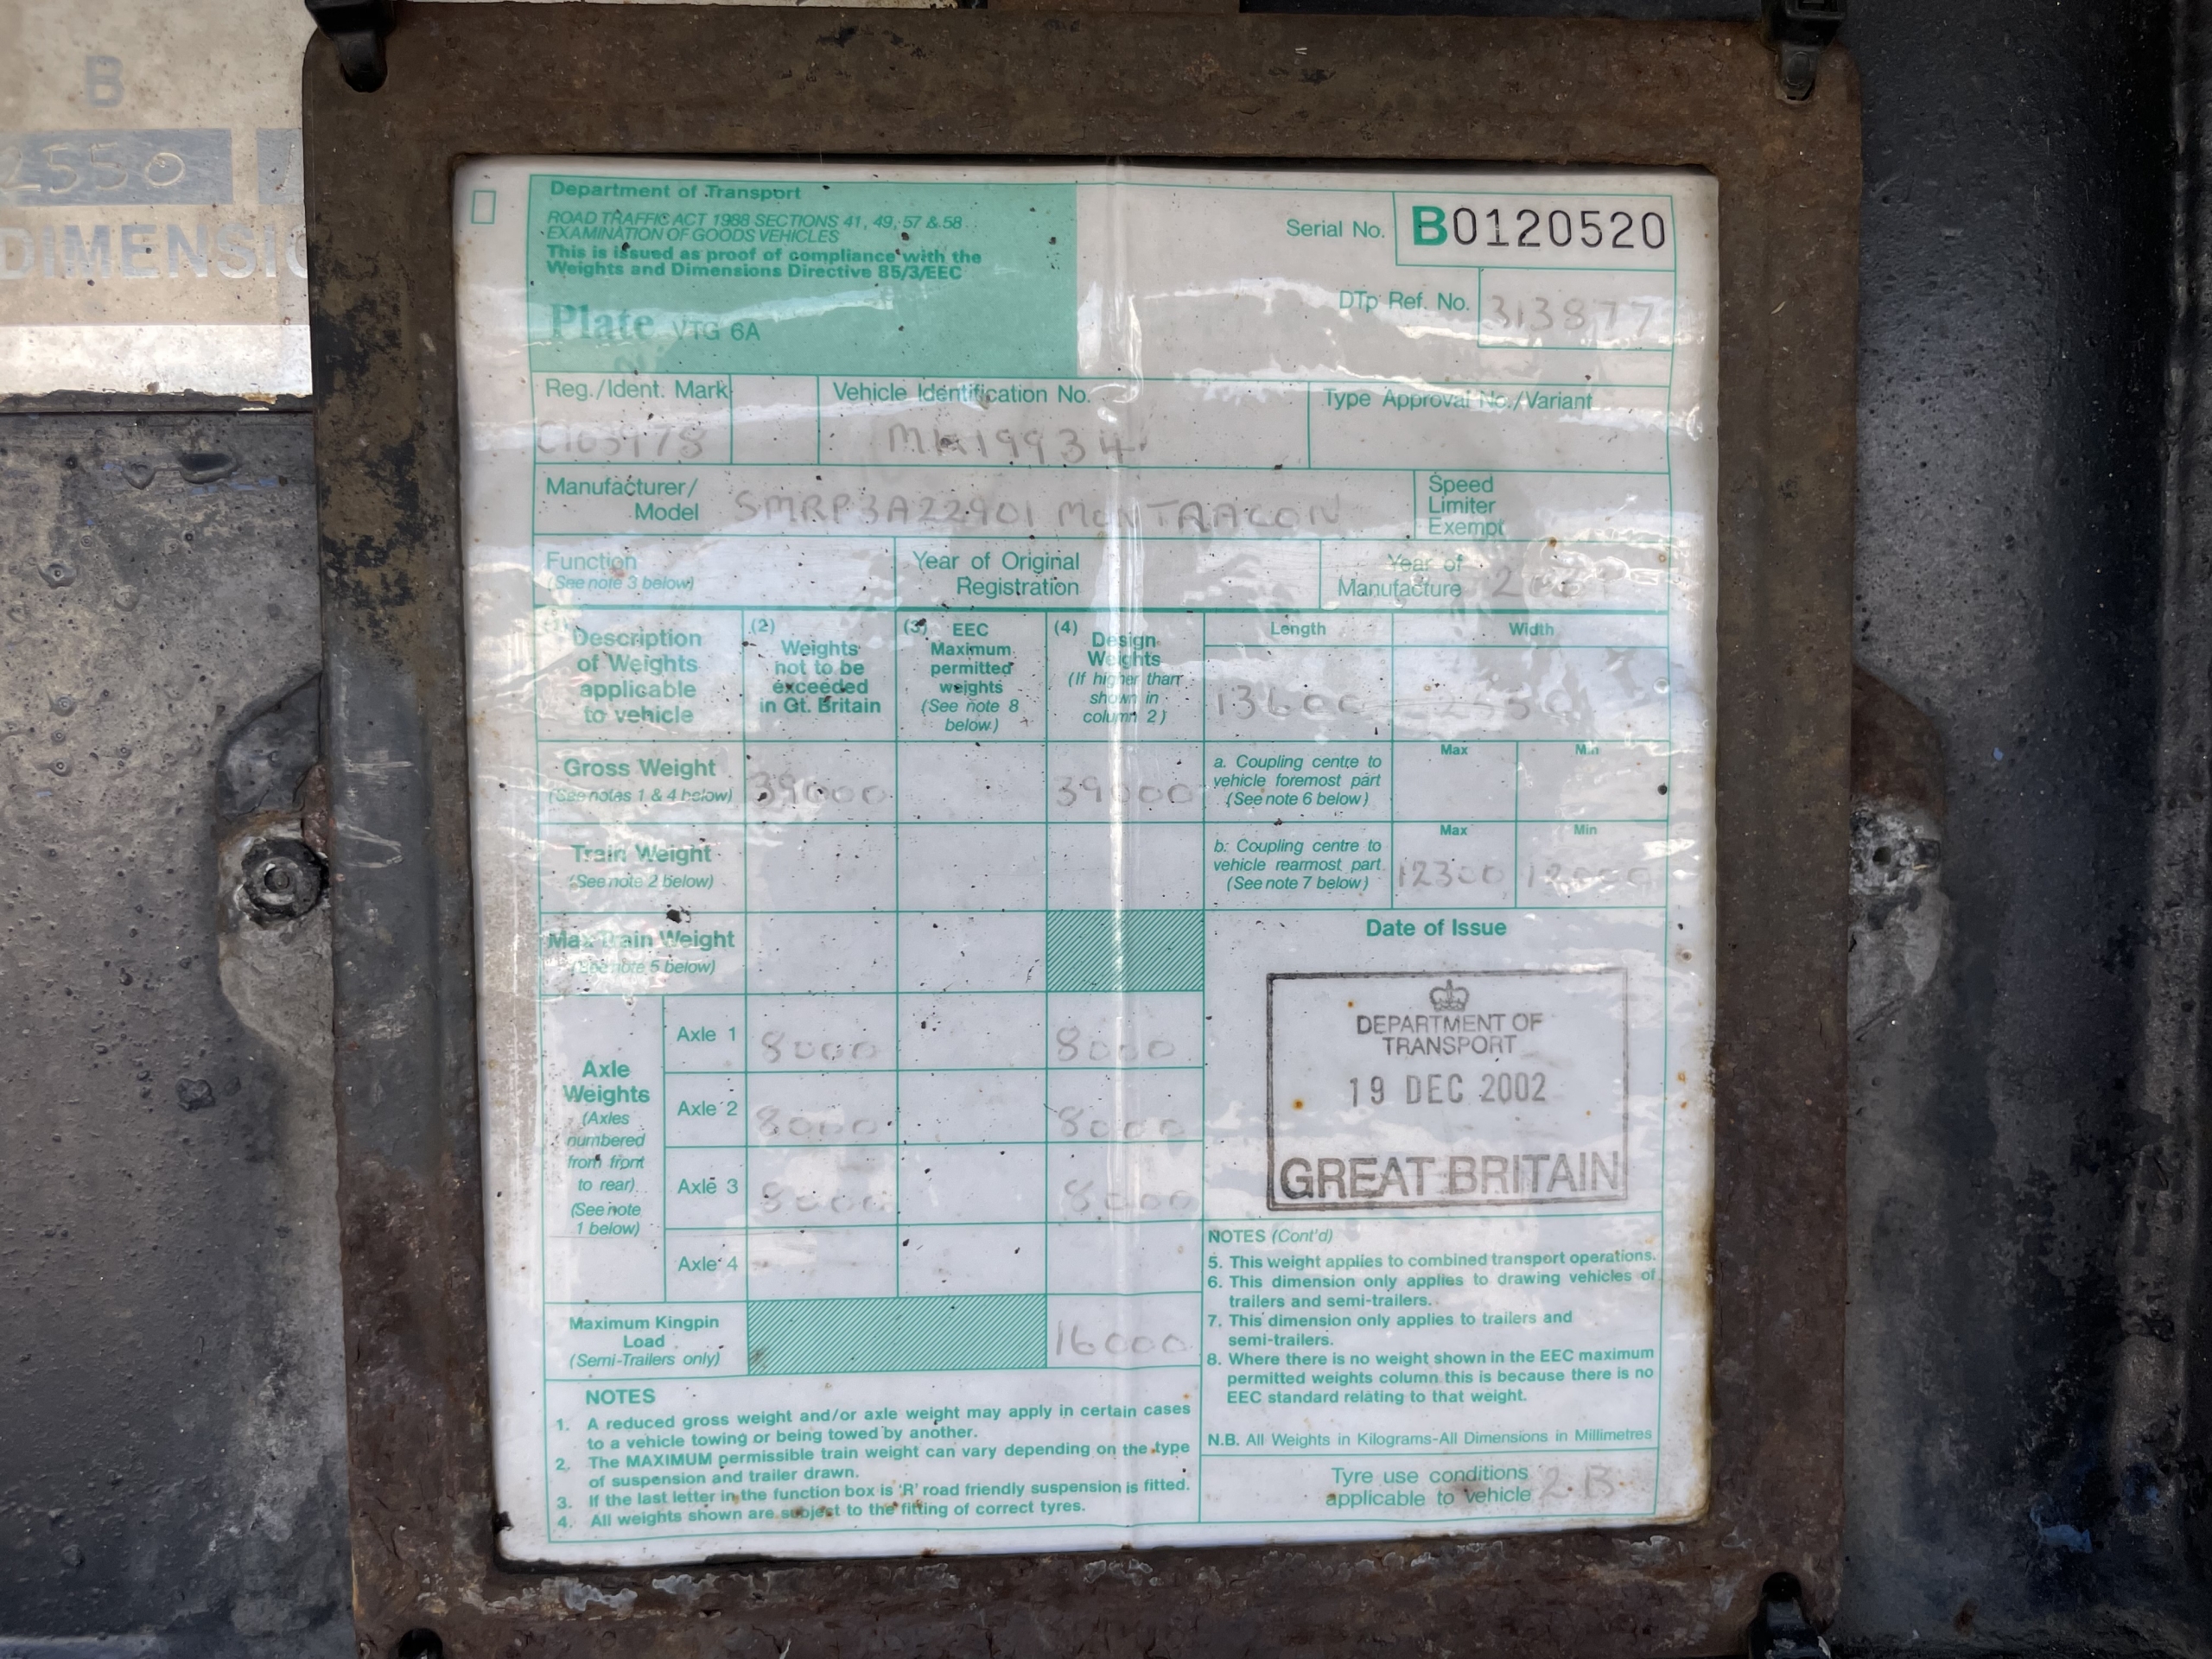 B
2550
DIMENSIO
Department of Transport
ROAD TRAFFIC ACT 1988 SECTIONS 41, 49, 57 & 58
EXAMINATION OF GOODS VEHICLES
This is issued as proof of compliance with the
Weights and Dimensions Directive 85/3/EEC
Plate VTG 6A
Serial No. B0120520
DTp Ref. No. 313877
Reg./Ident. Mark
C103978
Vehicle Identification No.
Type Approval No./Variant
Manufacturer/
Model SMRP3A22901 MONTRACON
Speed
Limiter
Exempt
Function
(See note 3 below)
Year of Original
Registration
Year of
Manufacture
(1) Description
of Weights
applicable
to vehicle
(2)
Weights
not to be
exceeded
in Gt. Britain
(3) EEC
Maximum
permitted
weights
(See note 8
below.)
(4)
Design
Weights
(If higher than
shown in
column 2)
Length
13600
Width
2550
Gross Weight
(See notes 1 & 4 below)
39000
39000
a. Coupling centre to
vehicle foremost part
(See note 6 below)
Max
Min
Train Weight
(See note 2 below)
b: Coupling centre to
vehicle rearmost part
(See note 7 below)
Max
12300
Min
12000
Max Train Weight
(See note 5 below)
Axle
Weights
(Axles
numbered
from front
to rear)
(See note
1 below)
Axle 1
8000
8000
Axle 2
8000
8000
Axle 3
8000
8000
Axle 4
Maximum Kingpin
Load
(Semi-Trailers only)
16000
Date of Issue
DEPARTMENT OF
TRANSPORT
19 DEC 2002
GREAT BRITAIN
NOTES
1. A reduced gross weight and/or axle weight may apply in certain cases
to a vehicle towing or being towed by another.
2. The MAXIMUM permissible train weight can vary depending on the type
of suspension and trailer drawn.
3. If the last letter in the function box is 'R' road friendly suspension is fitted.
4. All weights shown are subject to the fitting of correct tyres.
NOTES (Cont'd)
5. This weight applies to combined transport operations.
6. This dimension only applies to drawing vehicles of
trailers and semi-trailers.
7. This dimension only applies to trailers and
semi-trailers.
8. Where there is no weight shown in the EEC maximum
permitted weights column this is because there is no
EEC standard relating to that weight.
N.B. All Weights in Kilograms-All Dimensions in Millimetres
Tyre use conditions
applicable to vehicle 2B